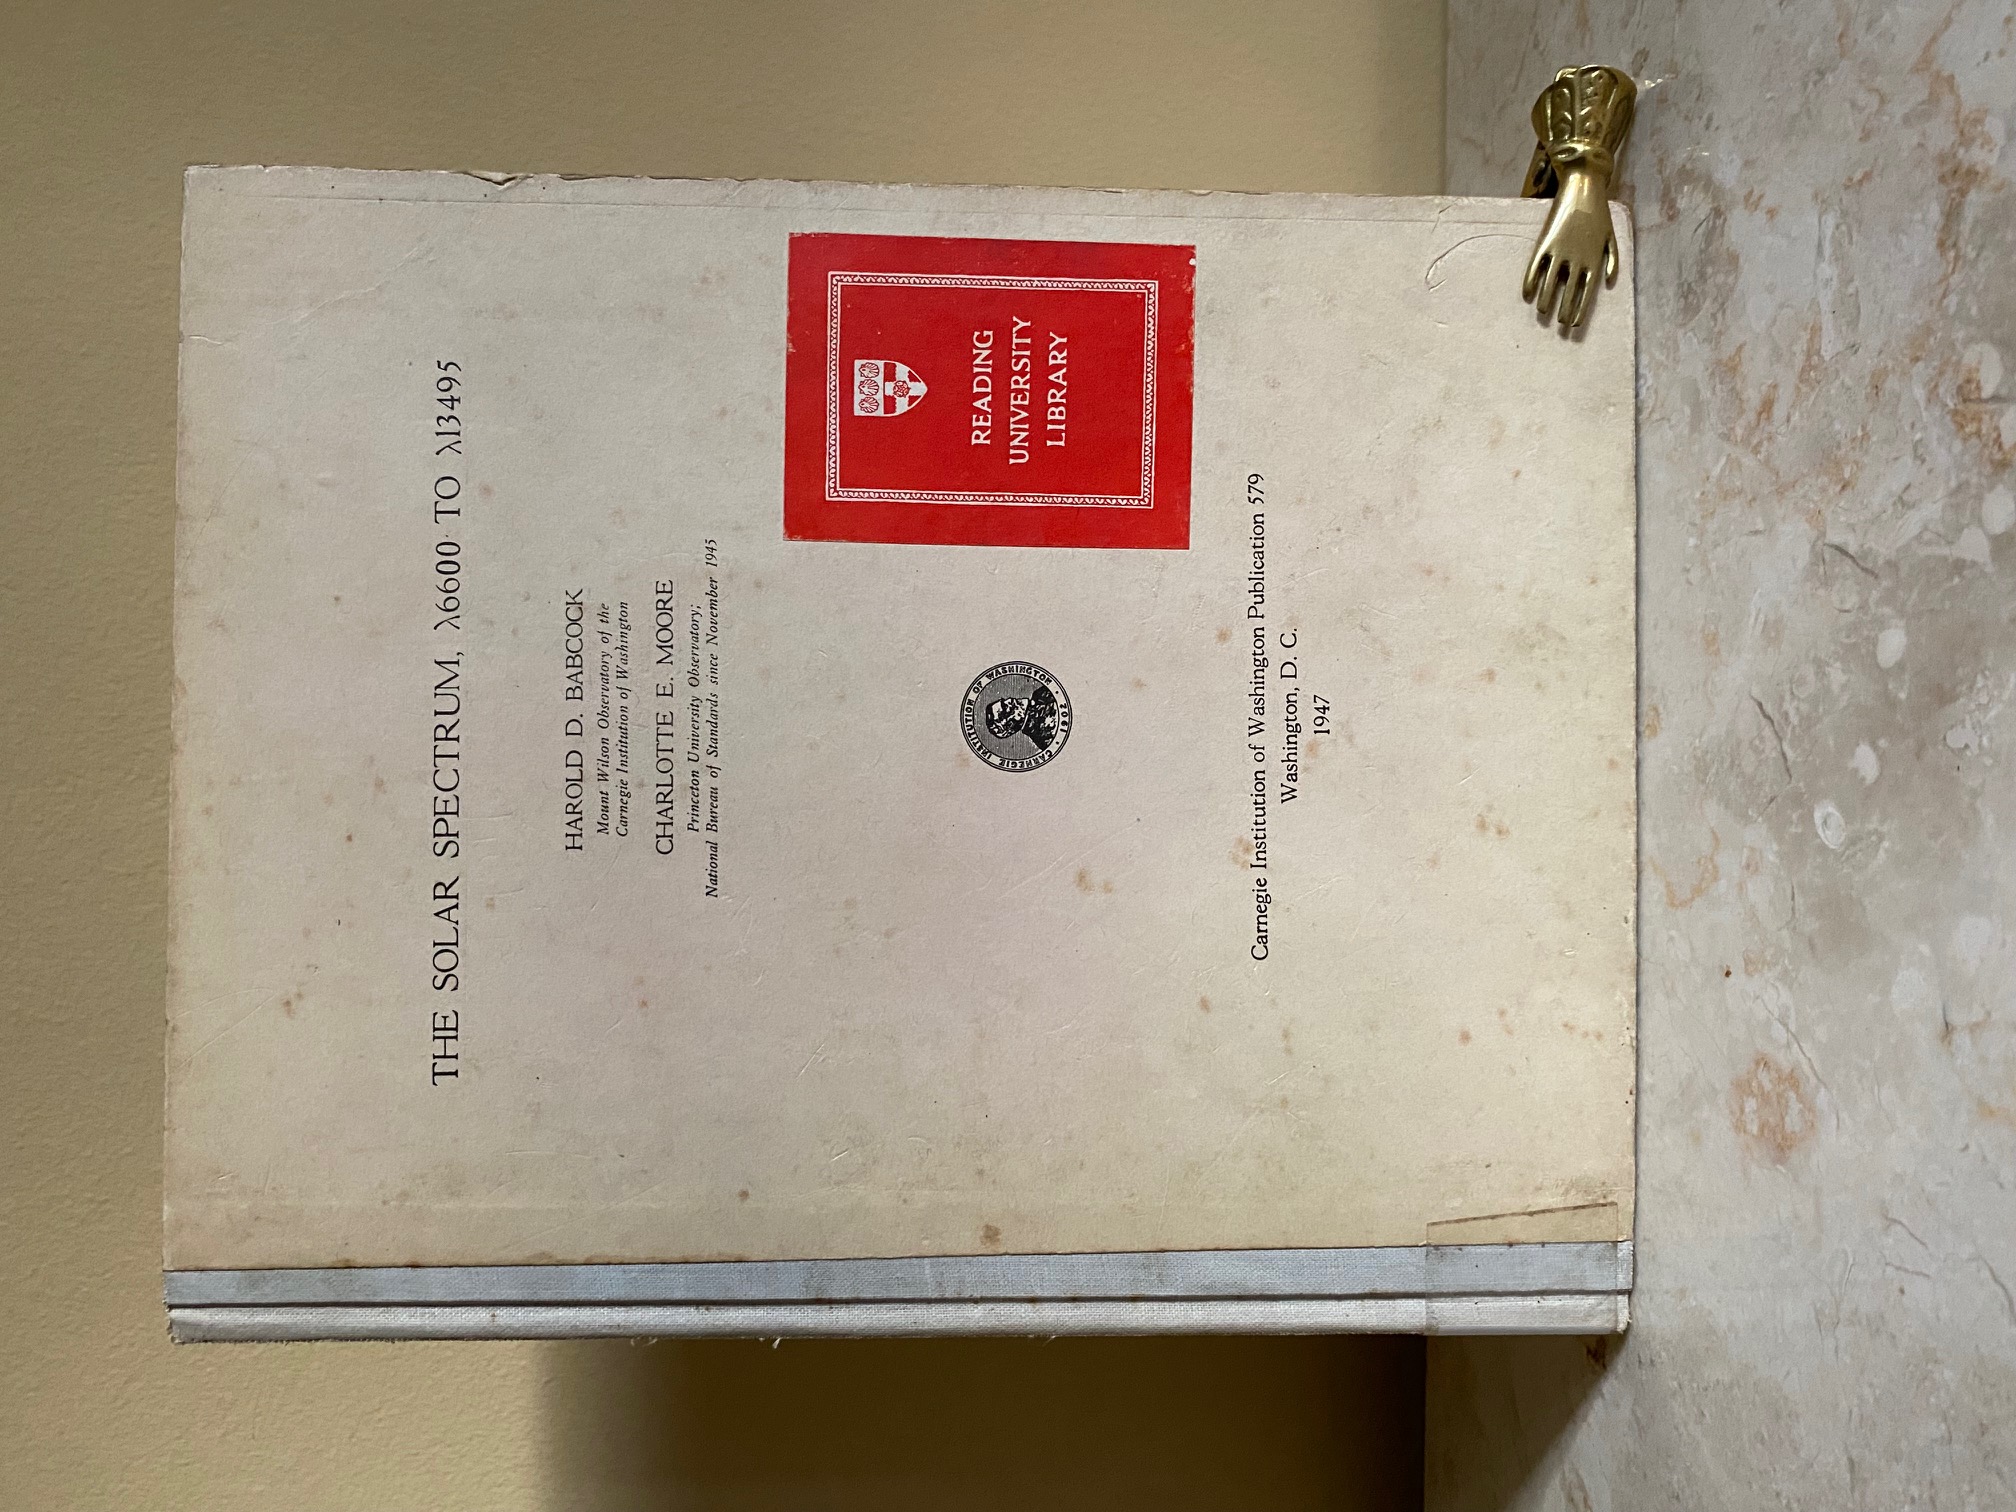 THE SOLAR SPECTRUM, λ6600 TO λ13495
HAROLD D. BABCOCK
Mount Wilson Observatory of the
Carnegie Institution of Washington
CHARLOTTE E. MOORE
Princeton University Observatory;
National Bureau of Standards since November 1945
READING
UNIVERSITY
LIBRARY
CARNEGIE INSTITUTION OF WASHINGTON · 1902 ·
Carnegie Institution of Washington Publication 579
Washington, D. C.
1947